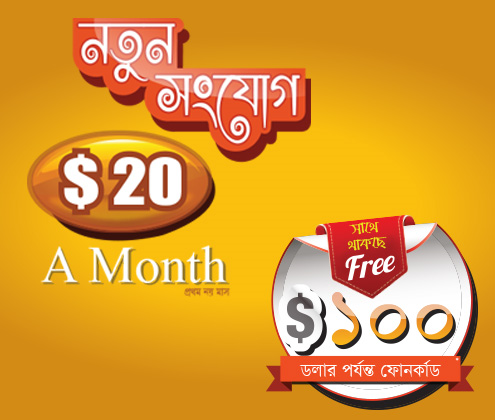 নতুন
সংযোগ
$ 20
A Month
প্রথম নয় মাস
সাথে
থাকছে
Free
$১০০
ডলার পর্যন্ত ফোনকার্ড